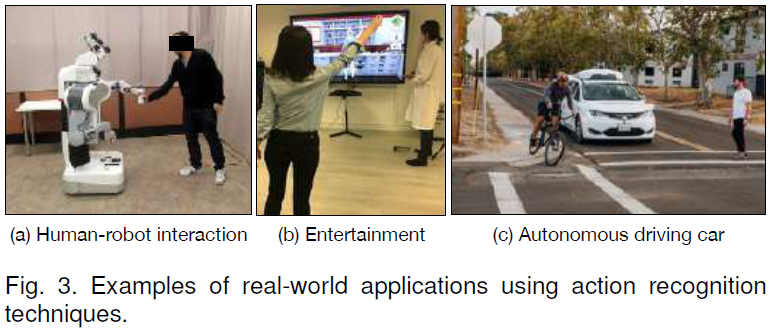 (a) Human-robot interaction
(b) Entertainment
(c) Autonomous driving car
Fig. 3. Examples of real-world applications using action recognition
techniques.